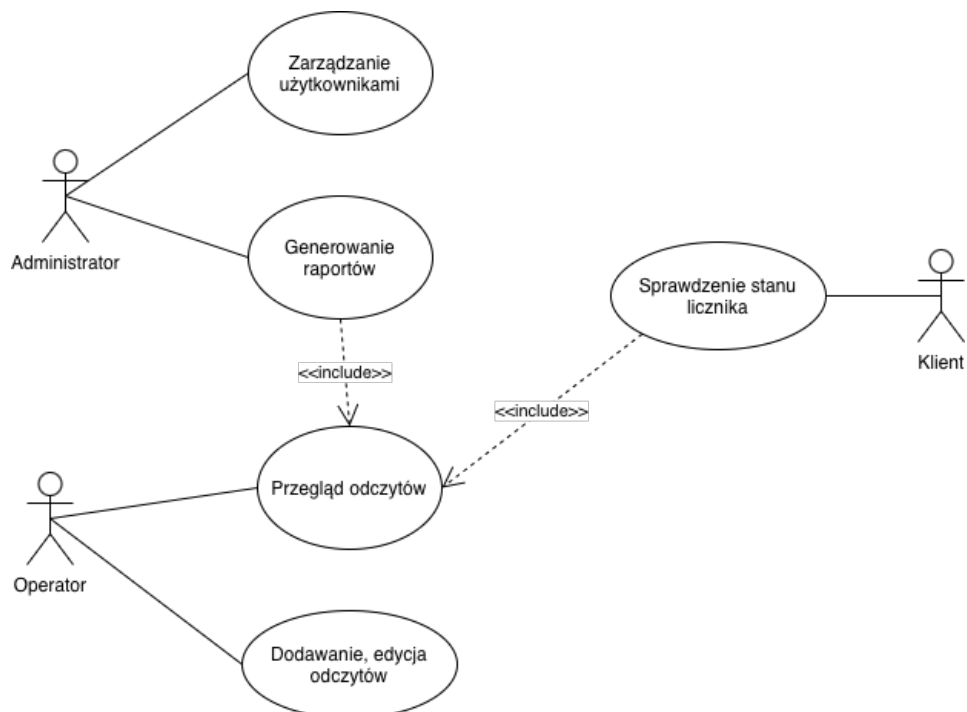 Zarządzanie
użytkownikami
Administrator
Generowanie
raportów
Sprawdzenie stanu
licznika
Klient
<<include>>
<<include>>
Przegląd odczytów
Operator
Dodawanie, edycja
odczytów